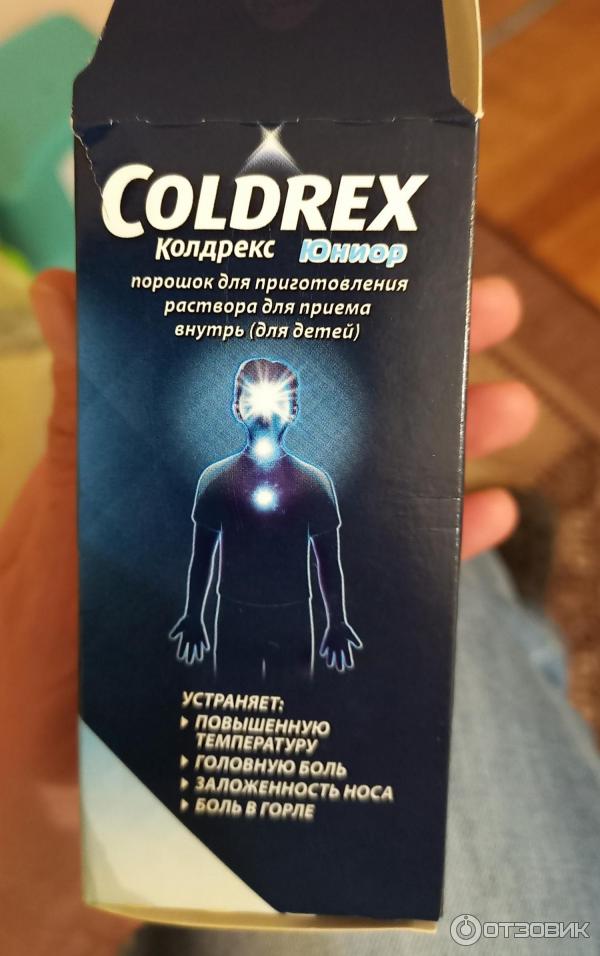 COLDREX
Колдрекс Юниор
порошок для приготовления
раствора для приема
внутрь (для детей)
УСТРАНЯЕТ:
ПОВЫШЕННУЮ
ТЕМПЕРАТУРУ
ГОЛОВНУЮ БОЛЬ
ЗАЛОЖЕННОСТЬ НОСА
БОЛЬ В ГОРЛЕ
ОТЗОВИК